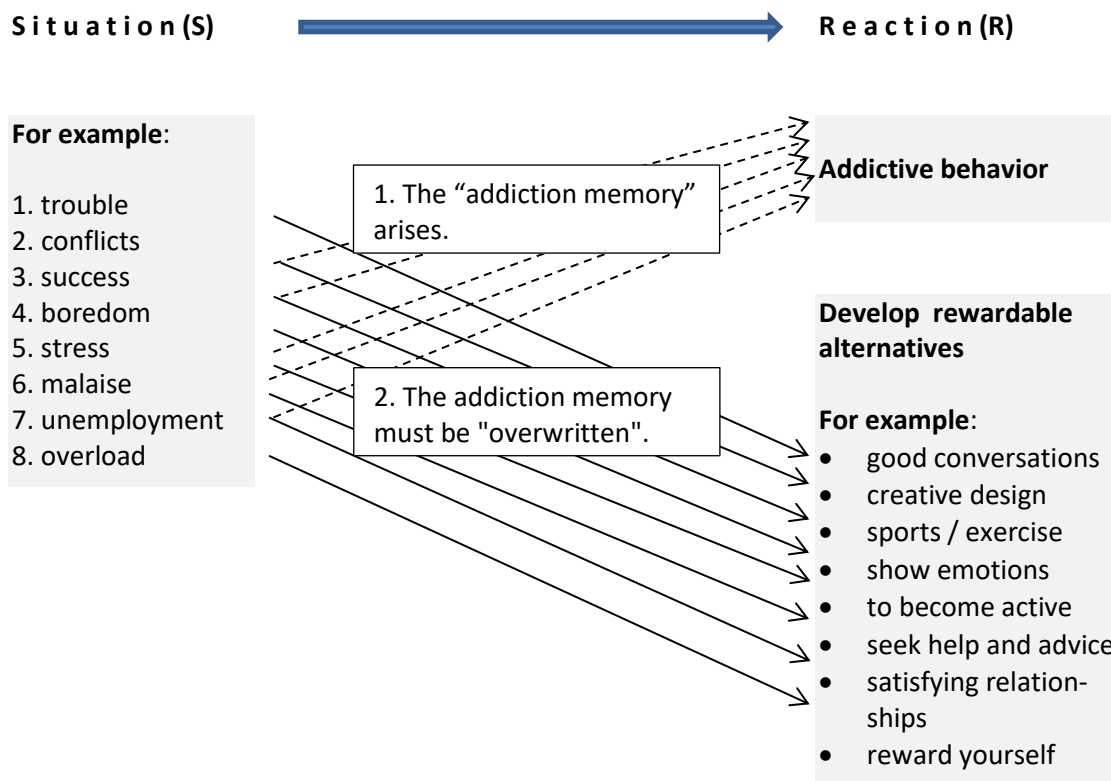 S i t u a t i o n (S)
R e a c t i o n (R)
For example:
1. trouble
2. conflicts
3. success
4. boredom
5. stress
6. malaise
7. unemployment
8. overload
1. The “addiction memory”
arises.
2. The addiction memory
must be "overwritten".
Addictive behavior
Develop rewardable
alternatives
For example:
• good conversations
• creative design
• sports / exercise
• show emotions
• to become active
• seek help and advice
• satisfying relation-
ships
• reward yourself